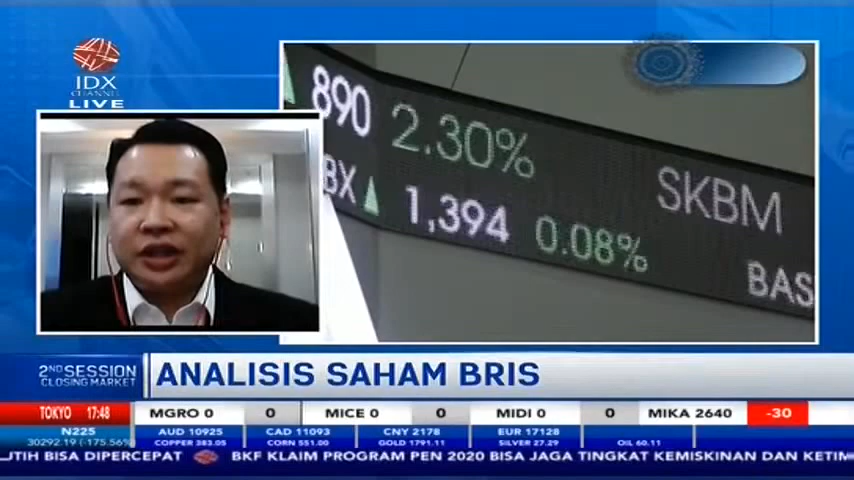 IDX
CHANNEL
LIVE
890 2.30% SKBM
BX 1,394 0.08% BAS
2ND SESSION
CLOSING MARKET
ANALISIS SAHAM BRIS
TOKYO 17:48 MGRO 0 0 MICE 0 0 MIDI 0 0 MIKA 2640 -30
N225 AUD 10925 CAD 11093 CNY 2178 EUR 17128
30292.19 (-175.56%) COPPER 383.05 CORN 551.00 GOLD 1791.11 SILVER 27.29 OIL 60.11
UTIH BISA DIPERCEPAT BKF KLAIM PROGRAM PEN 2020 BISA JAGA TINGKAT KEMISKINAN DAN KETIM